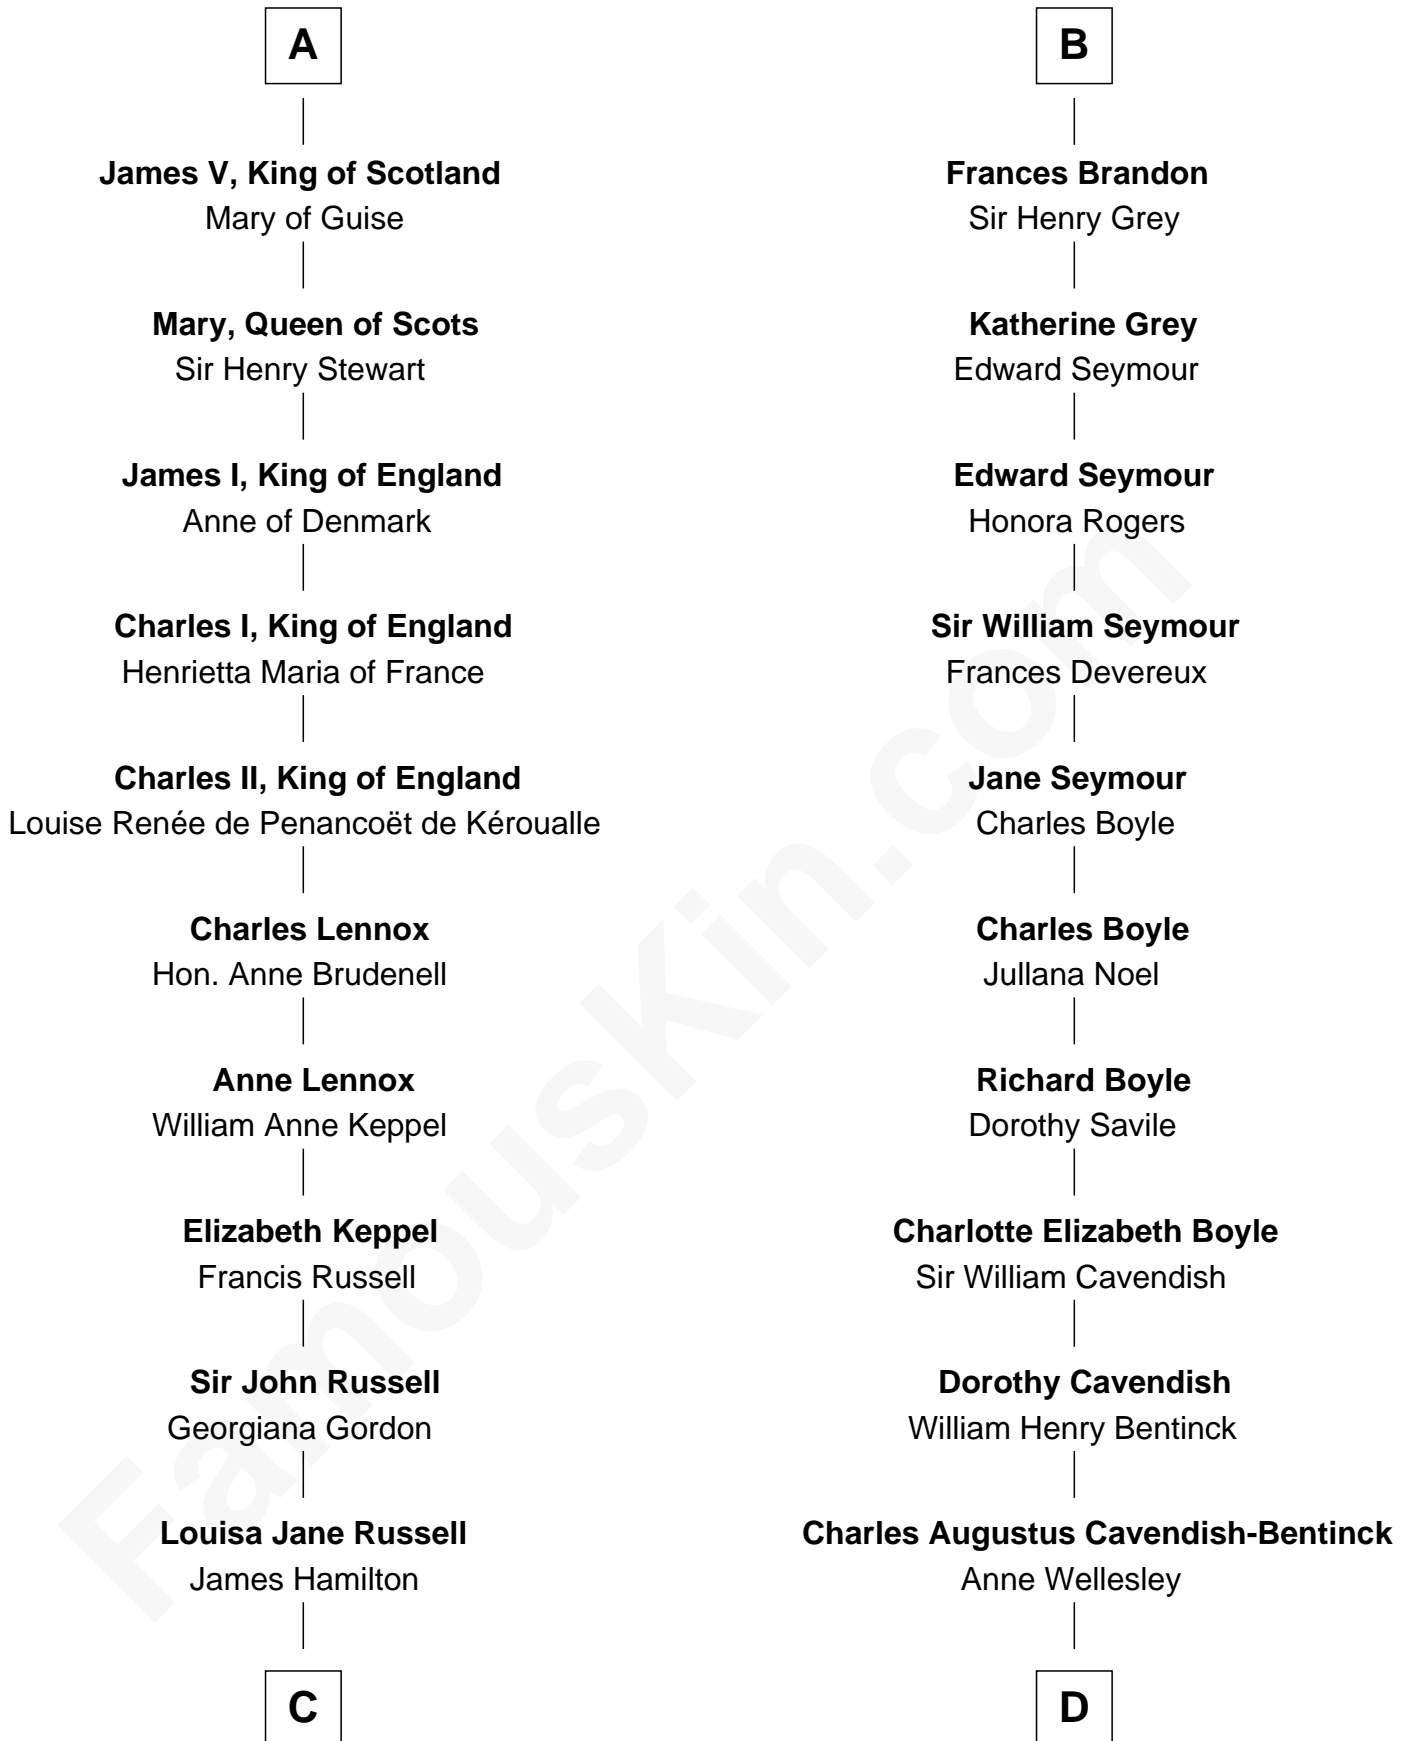 A
James V, King of Scotland
Mary of Guise
Mary, Queen of Scots
Sir Henry Stewart
James I, King of England
Anne of Denmark
Charles I, King of England
Henrietta Maria of France
Charles II, King of England
Louise Renée de Penancoët de Kéroualle
Charles Lennox
Hon. Anne Brudenell
Anne Lennox
William Anne Keppel
Elizabeth Keppel
Francis Russell
Sir John Russell
Georgiana Gordon
Louisa Jane Russell
James Hamilton
C
B
Frances Brandon
Sir Henry Grey
Katherine Grey
Edward Seymour
Edward Seymour
Honora Rogers
Sir William Seymour
Frances Devereux
Jane Seymour
Charles Boyle
Charles Boyle
Jullana Noel
Richard Boyle
Dorothy Savile
Charlotte Elizabeth Boyle
Sir William Cavendish
Dorothy Cavendish
William Henry Bentinck
Charles Augustus Cavendish-Bentinck
Anne Wellesley
D
FamousKin.com